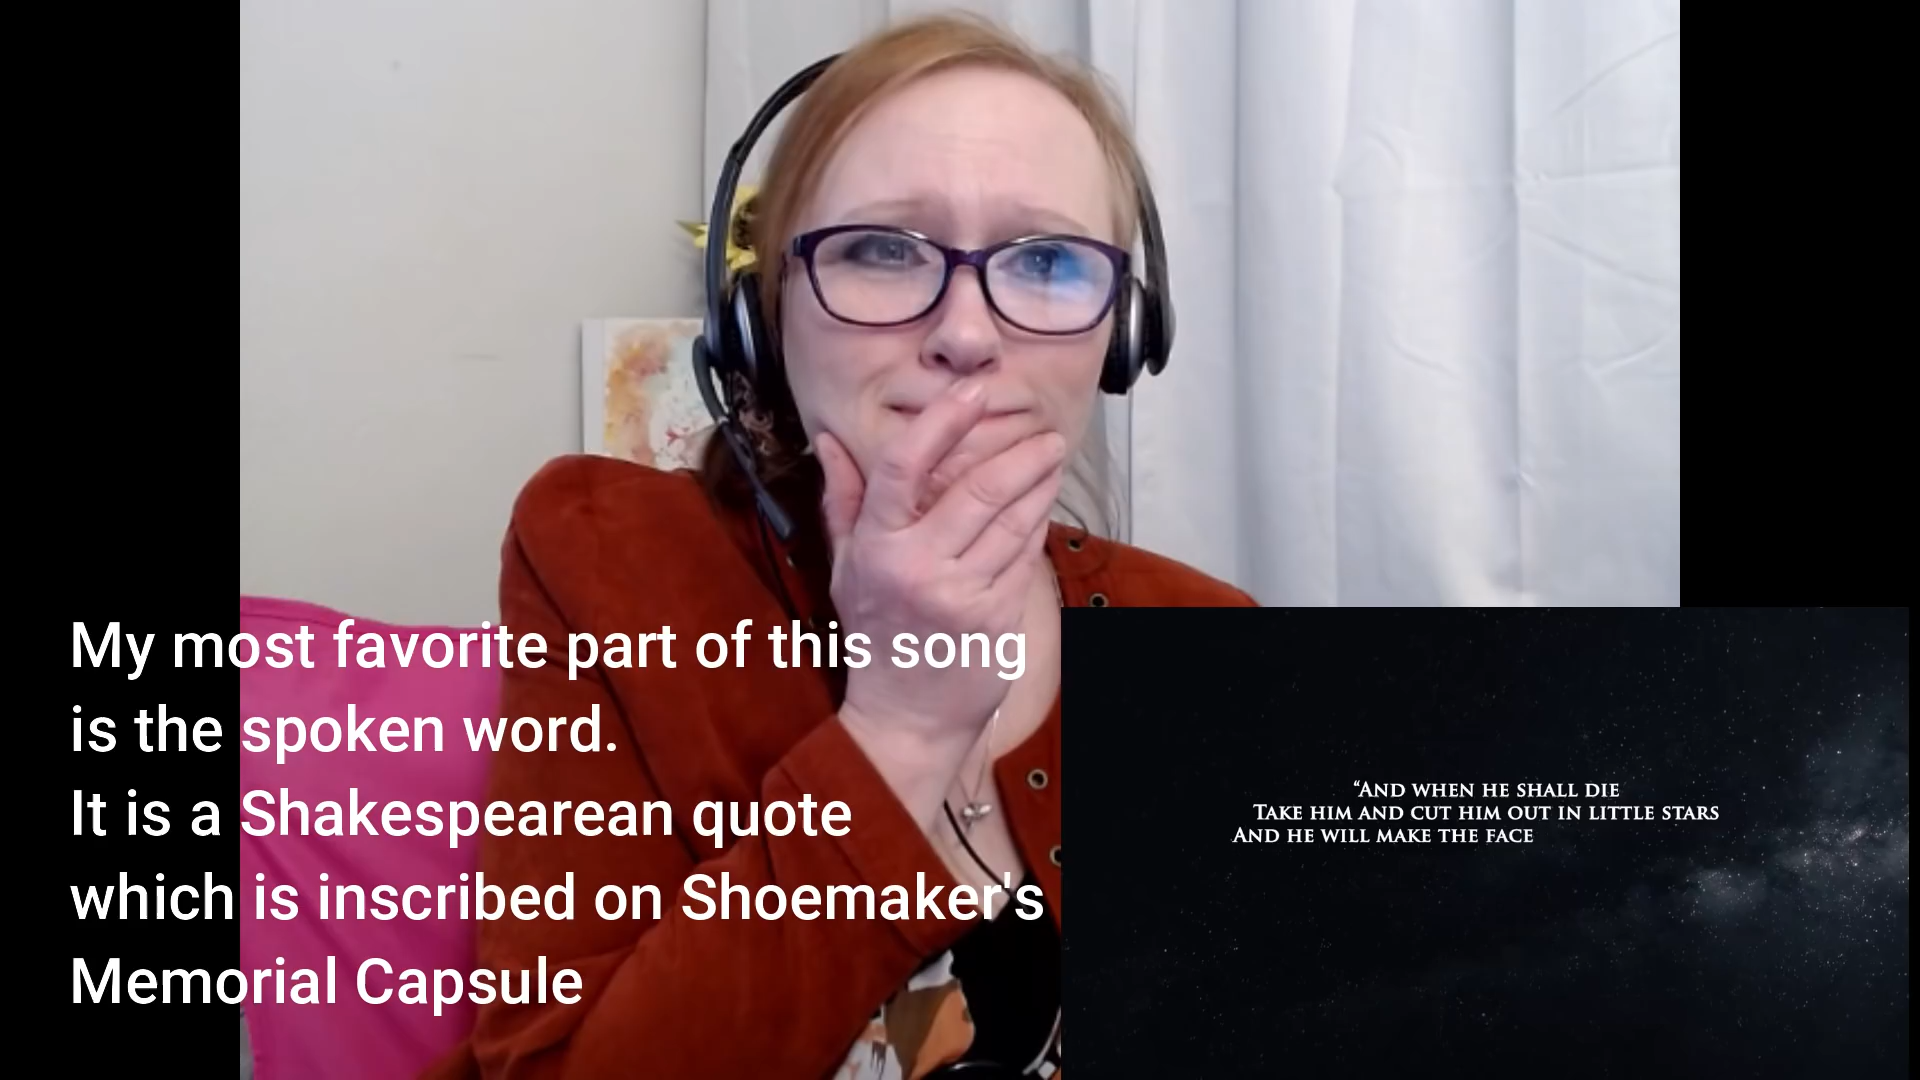 My most favorite part of this song
is the spoken word.
It is a Shakespearean quote
which is inscribed on Shoemaker's
Memorial Capsule
“And when he shall die
Take him and cut him out in little stars
And he will make the face